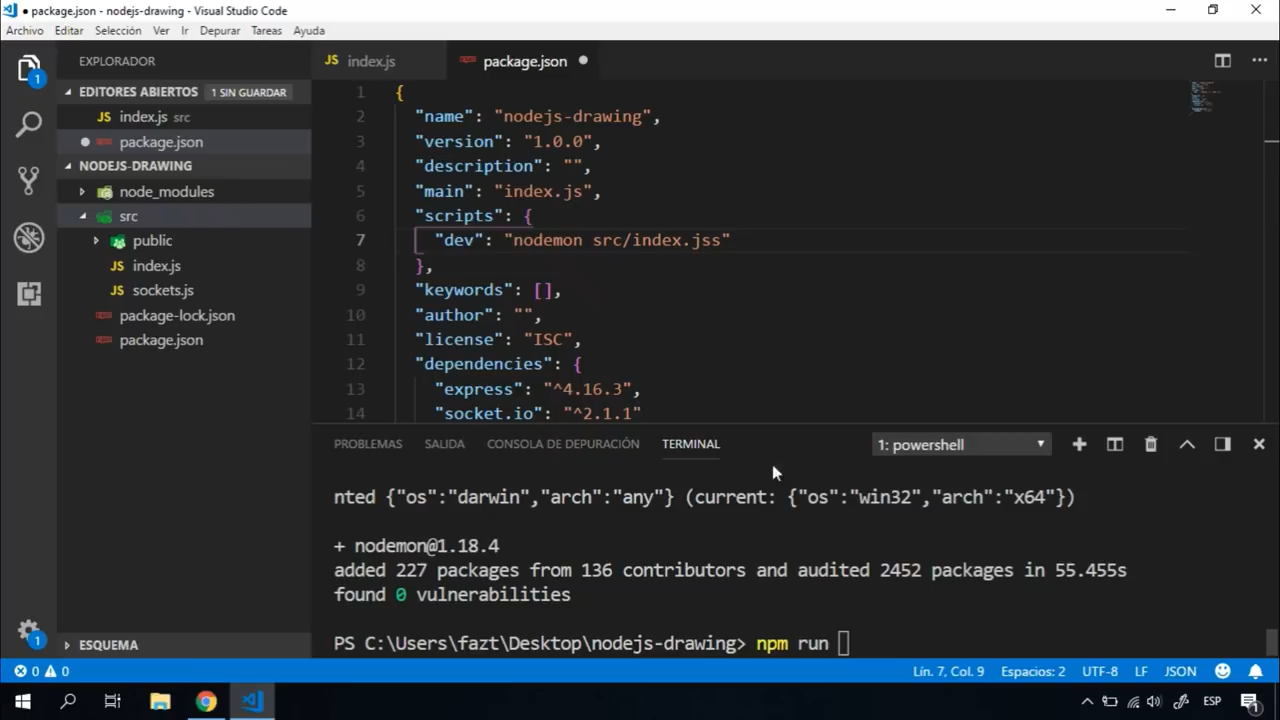 ● package.json - nodejs-drawing - Visual Studio Code
Archivo Editar Selección Ver Ir Depurar Tareas Ayuda
EXPLORADOR
EDITORES ABIERTOS 1 SIN GUARDAR
JS index.js src
● package.json
NODEJS-DRAWING
node_modules
src
public
JS index.js
JS sockets.js
package-lock.json
package.json
ESQUEMA
1
1
JS index.js
package.json ●
1 {
2 "name": "nodejs-drawing",
3 "version": "1.0.0",
4 "description": "",
5 "main": "index.js",
6 "scripts": {
7 "dev": "nodemon src/index.jss"
8 },
9 "keywords": [],
10 "author": "",
11 "license": "ISC",
12 "dependencies": {
13 "express": "^4.16.3",
14 "socket.io": "^2.1.1"
PROBLEMAS SALIDA CONSOLA DE DEPURACIÓN TERMINAL 1: powershell
nted {"os":"darwin","arch":"any"} (current: {"os":"win32","arch":"x64"})
+ nodemon@1.18.4
added 227 packages from 136 contributors and audited 2452 packages in 55.455s
found 0 vulnerabilities
PS C:\Users\fazt\Desktop\nodejs-drawing> npm run
0 0 Lín. 7, Col. 9 Espacios: 2 UTF-8 LF JSON
ESP 1